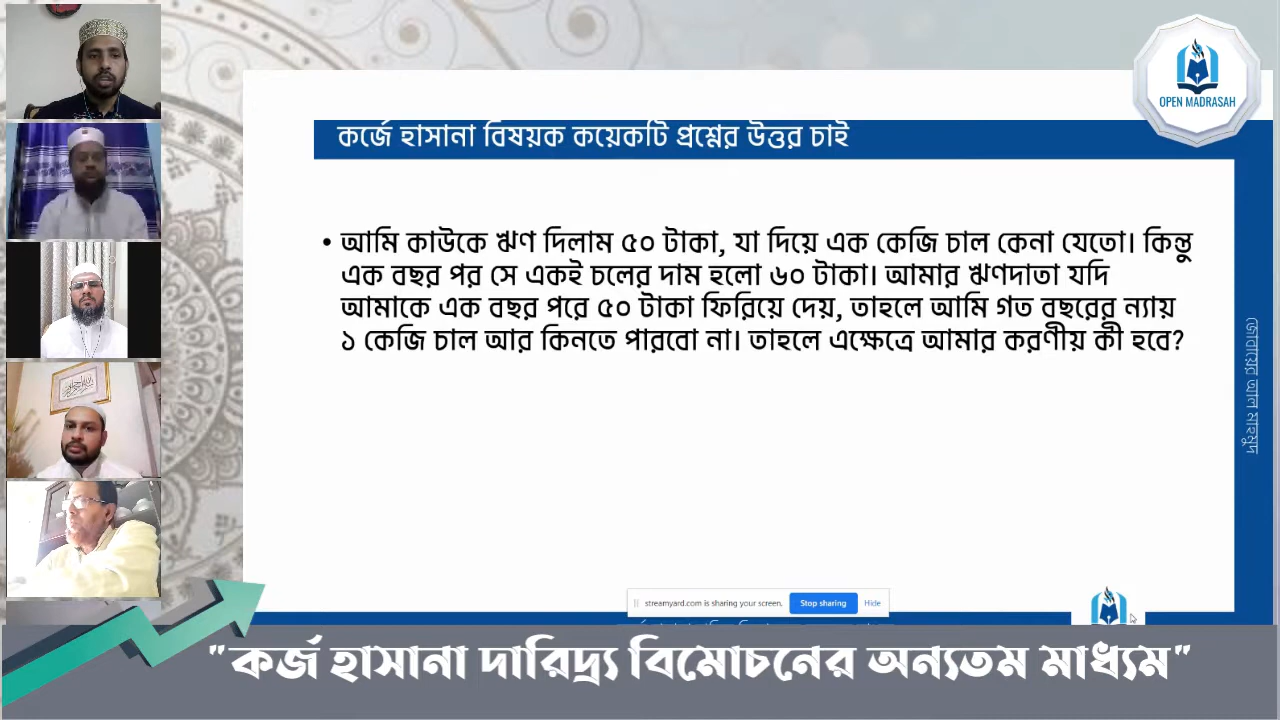 OPEN MADRASAH
কর্জে হাসানা বিষয়ক কয়েকটি প্রশ্নের উত্তর চাই
• আমি কাউকে ঋণ দিলাম ৫০ টাকা, যা দিয়ে এক কেজি চাল কেনা যেতো। কিন্তু
এক বছর পর সে একই চলের দাম হলো ৬০ টাকা। আমার ঋণদাতা যদি
আমাকে এক বছর পরে ৫০ টাকা ফিরিয়ে দেয়, তাহলে আমি গত বছরের ন্যায়
১ কেজি চাল আর কিনতে পারবো না। তাহলে এক্ষেত্রে আমার করণীয় কী হবে?
জোবায়ের আল মাহমুদ
streamyard.com is sharing your screen.
Stop sharing
Hide
"কর্জ হাসানা দারিদ্র্য বিমোচনের অন্যতম মাধ্যম"